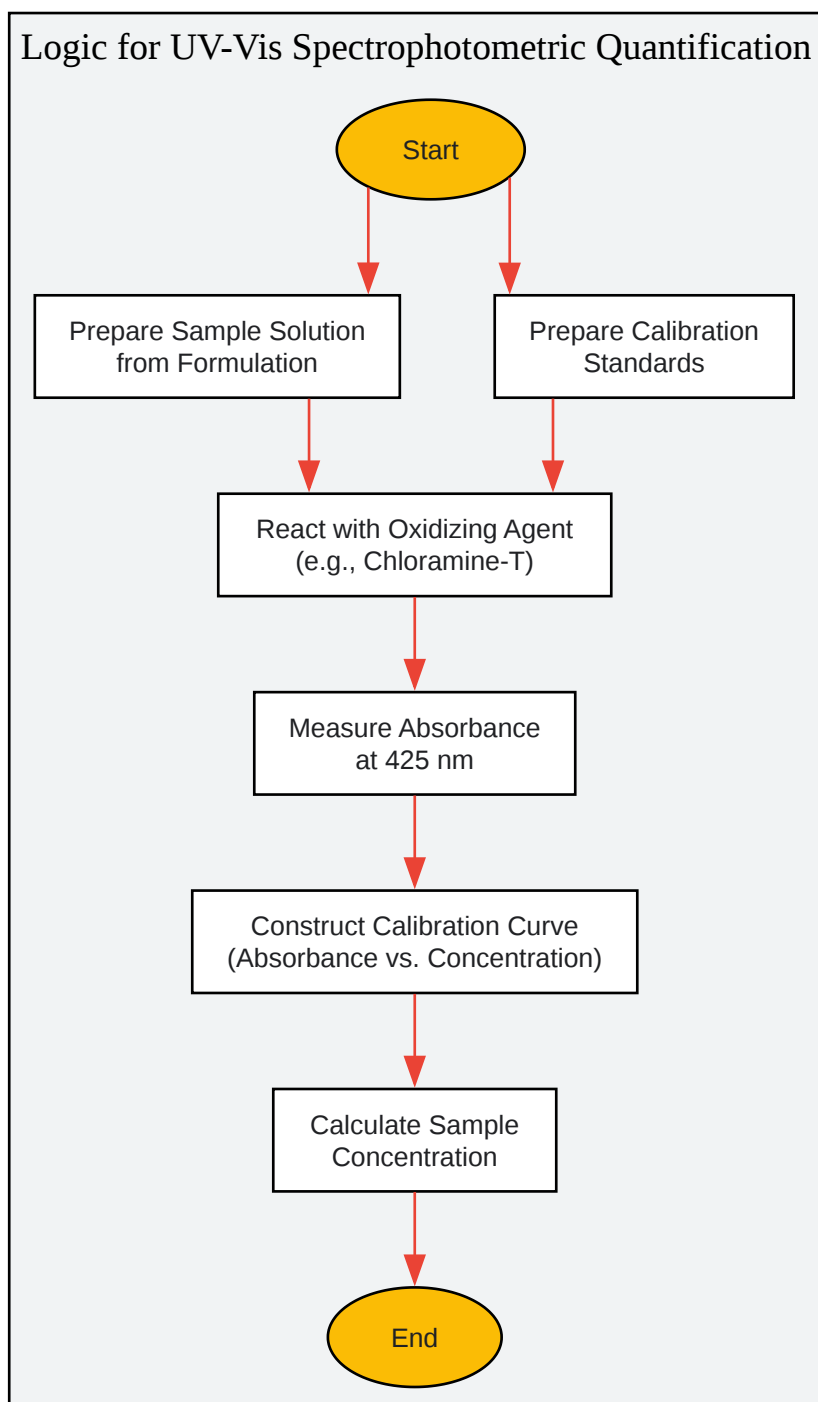 Logic for UV-Vis Spectrophotometric Quantification
Start
Prepare Sample Solution
from Formulation
Prepare Calibration
Standards
React with Oxidizing Agent
(e.g., Chloramine-T)
Measure Absorbance
at 425 nm
Construct Calibration Curve
(Absorbance vs. Concentration)
Calculate Sample
Concentration
End